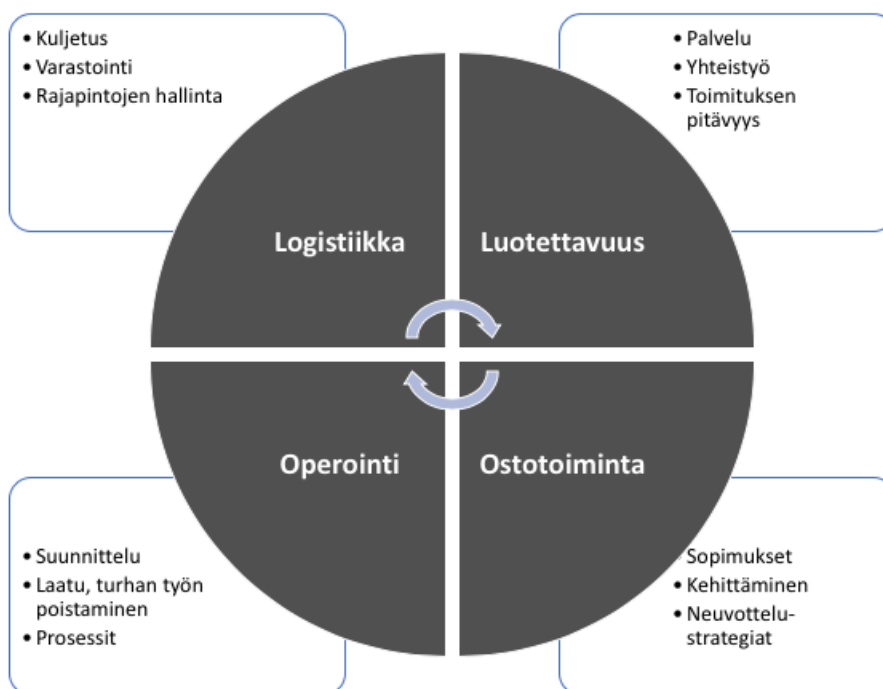 • Kuljetus
• Varastointi
• Rajapintojen hallinta
• Palvelu
• Yhteistyö
• Toimituksen
pitävyys
Logistiikka
Luotettavuus
Operointi
Ostotoiminta
• Suunnittelu
• Laatu, turhan työn
poistaminen
• Prosessit
• Sopimukset
• Kehittäminen
• Neuvottelu-
strategiat